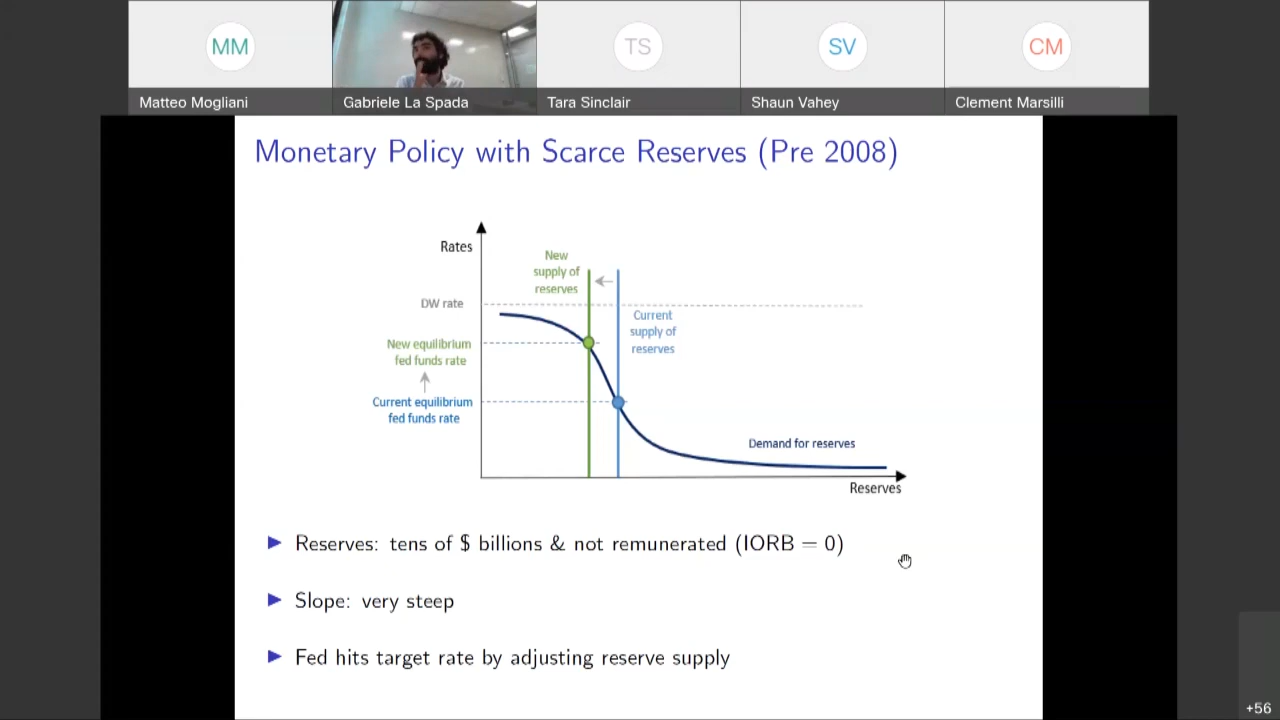 MM
TS
SV
CM
Matteo Mogliani
Gabriele La Spada
Tara Sinclair
Shaun Vahey
Clement Marsilli
Monetary Policy with Scarce Reserves (Pre 2008)
Rates
New
supply of
reserves
DW rate
Current
supply of
reserves
New equilibrium
fed funds rate
Current equilibrium
fed funds rate
Demand for reserves
Reserves
▶ Reserves: tens of $ billions & not remunerated (IORB = 0)
▶ Slope: very steep
▶ Fed hits target rate by adjusting reserve supply
+56